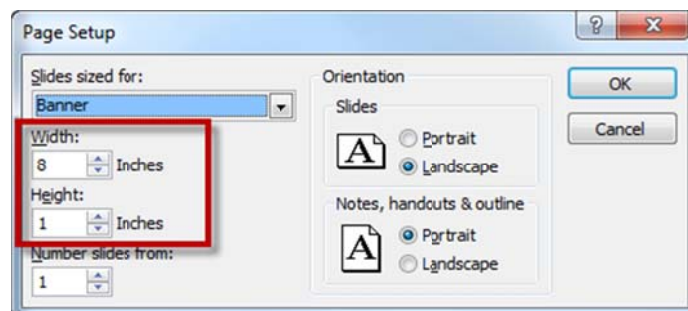 Page Setup
Slides sized for:
Banner
Width:
8 Inches
Height:
1 Inches
Number slides from:
1
Orientation
Slides
A
Portrait
Landscape
Notes, handouts & outline
A
Portrait
Landscape
OK
Cancel